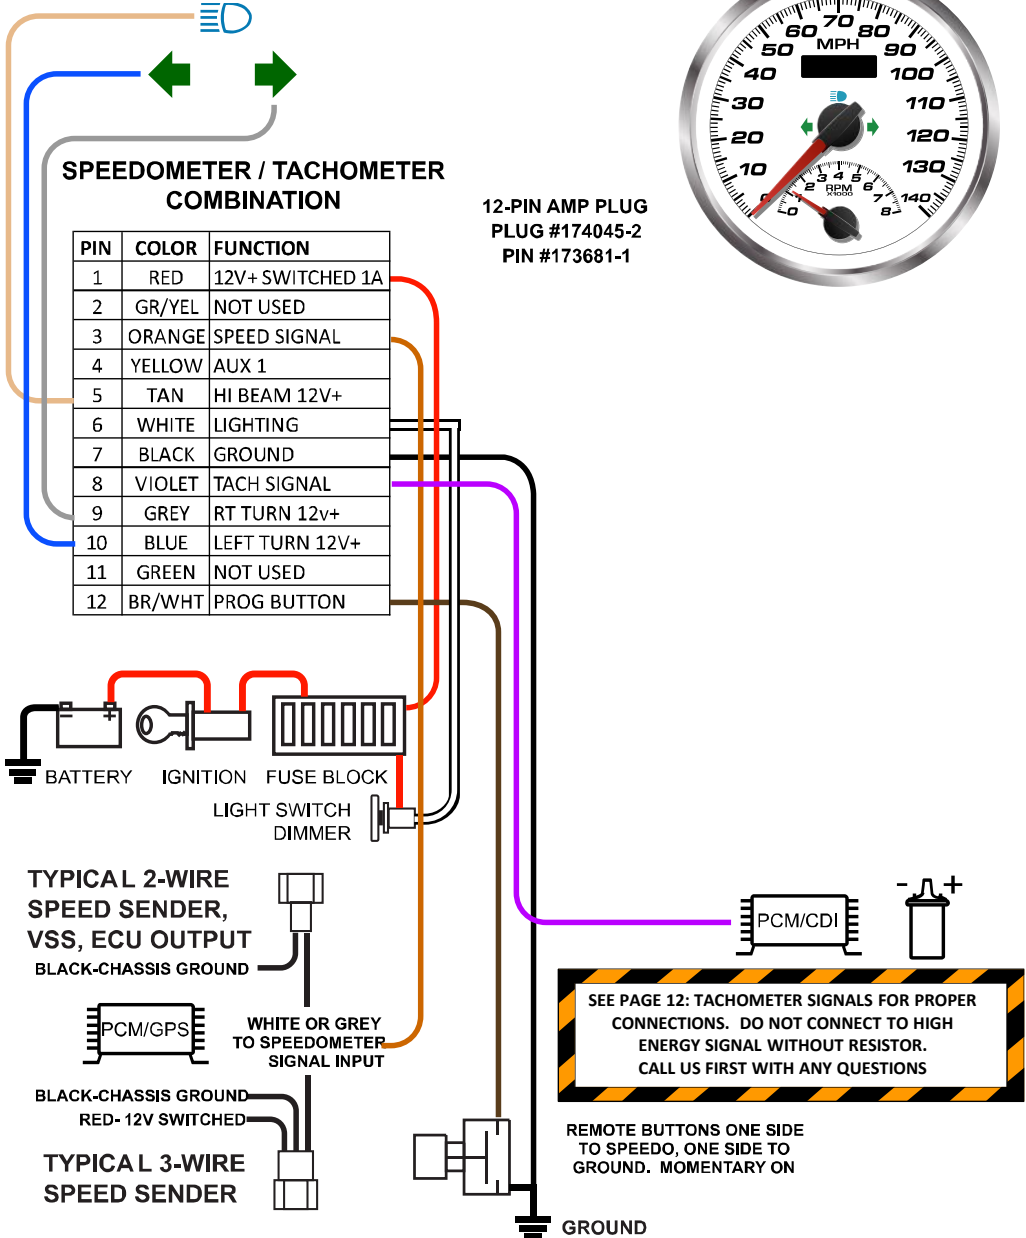 SPEEDOMETER / TACHOMETER
COMBINATION
PIN COLOR FUNCTION
1 RED 12V+ SWITCHED 1A
2 GR/YEL NOT USED
3 ORANGE SPEED SIGNAL
4 YELLOW AUX 1
5 TAN HI BEAM 12V+
6 WHITE LIGHTING
7 BLACK GROUND
8 VIOLET TACH SIGNAL
9 GREY RT TURN 12v+
10 BLUE LEFT TURN 12V+
11 GREEN NOT USED
12 BR/WHT PROG BUTTON
12-PIN AMP PLUG
PLUG #174045-2
PIN #173681-1
MPH
0 10 20 30 40 50 60 70 80 90 100 110 120 130 140
RPM
X1000
0 1 2 3 4 5 6 7 8
- +
BATTERY
IGNITION
FUSE BLOCK
LIGHT SWITCH
DIMMER
TYPICAL 2-WIRE
SPEED SENDER,
VSS, ECU OUTPUT
BLACK-CHASSIS GROUND
PCM/GPS
WHITE OR GREY
TO SPEEDOMETER
SIGNAL INPUT
BLACK-CHASSIS GROUND
RED- 12V SWITCHED
TYPICAL 3-WIRE
SPEED SENDER
PCM/CDI
- +
SEE PAGE 12: TACHOMETER SIGNALS FOR PROPER
CONNECTIONS. DO NOT CONNECT TO HIGH
ENERGY SIGNAL WITHOUT RESISTOR.
CALL US FIRST WITH ANY QUESTIONS
REMOTE BUTTONS ONE SIDE
TO SPEEDO, ONE SIDE TO
GROUND. MOMENTARY ON
GROUND